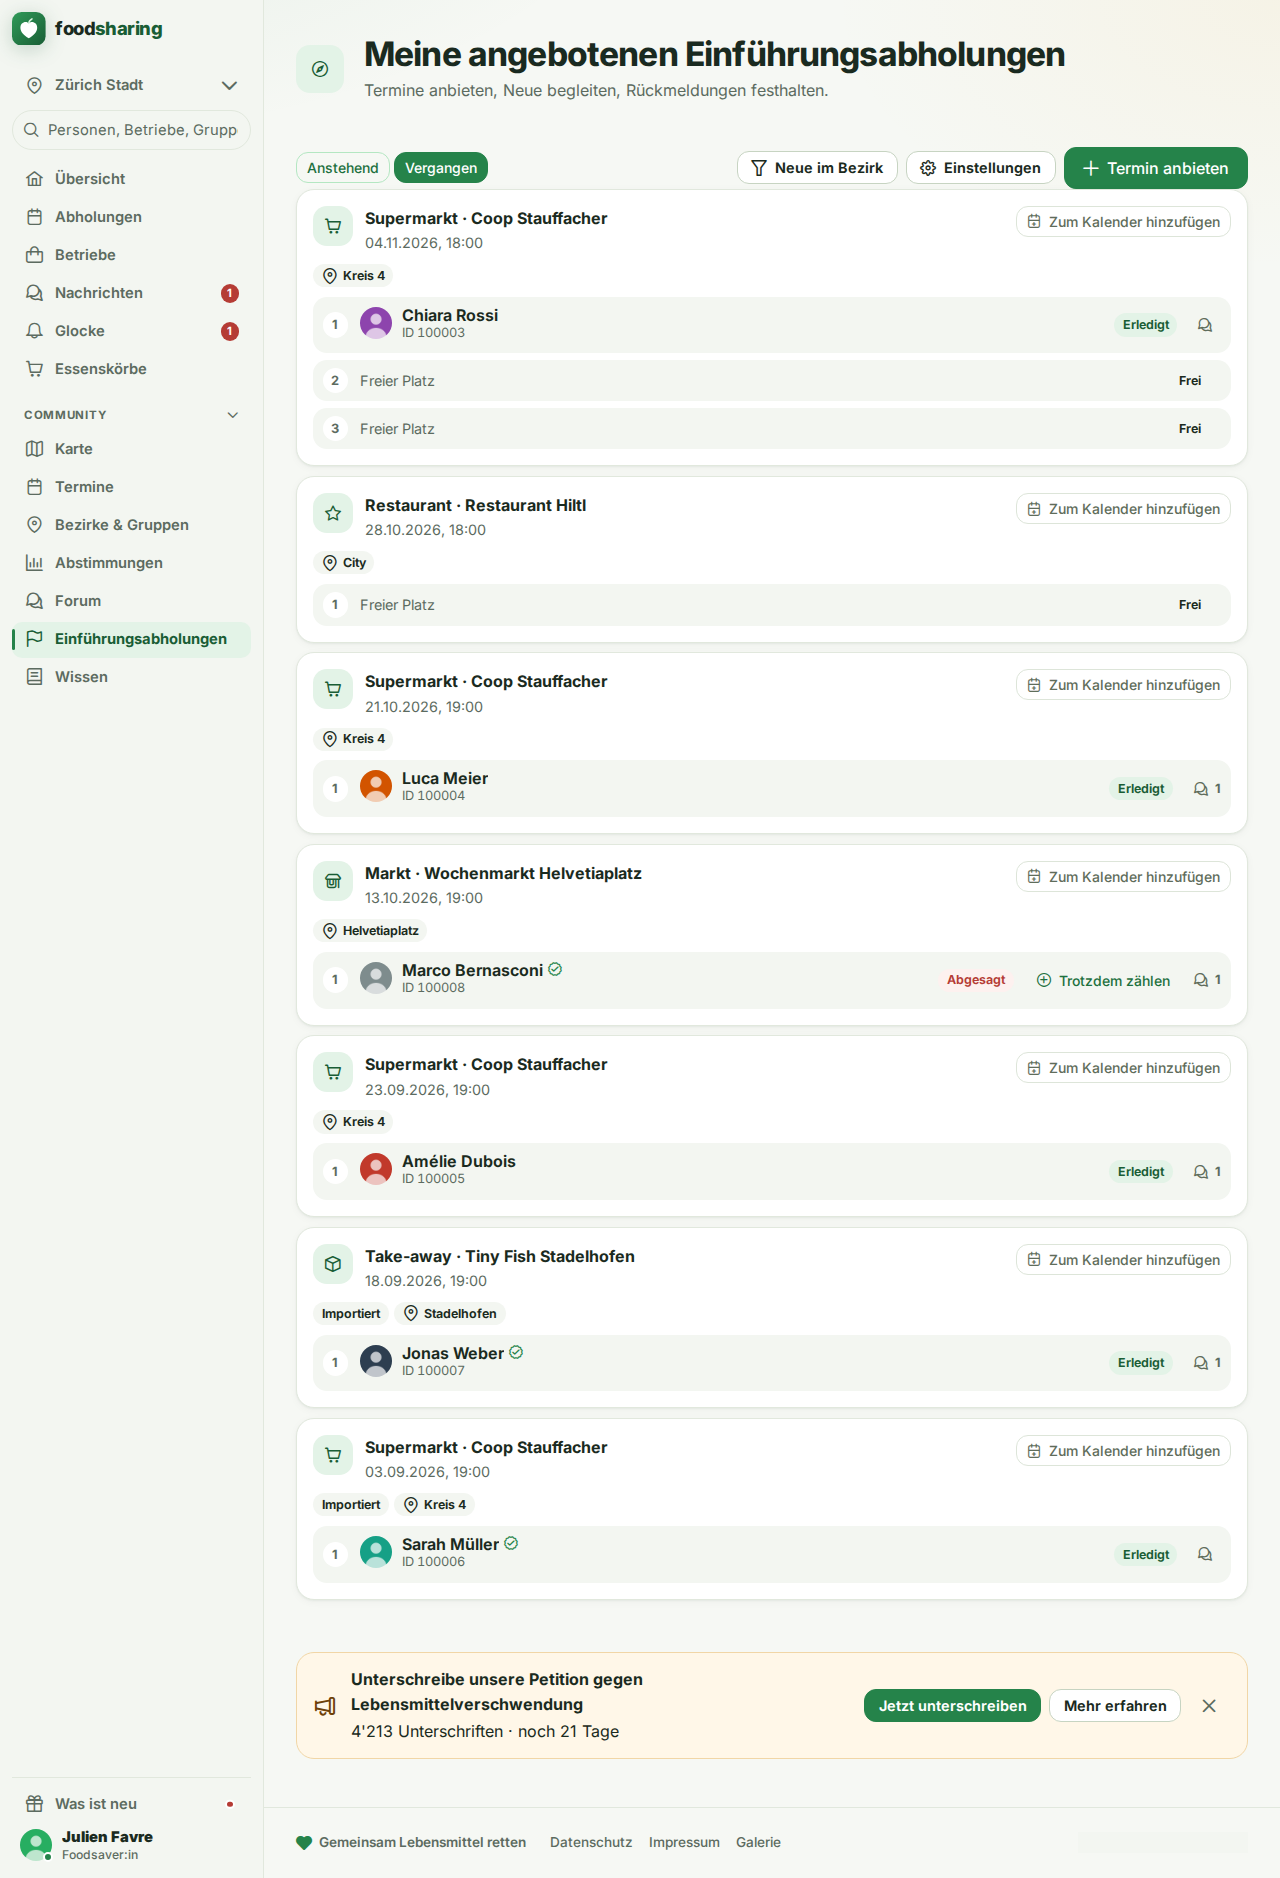 foodsharing
Zürich Stadt
Personen, Betriebe, Grupp
Übersicht
Abholungen
Betriebe
Nachrichten 1
Glocke 1
Essenskörbe
COMMUNITY
Karte
Termine
Bezirke & Gruppen
Abstimmungen
Forum
Einführungsabholungen
Wissen
Was ist neu
Julien Favre
Foodsaver:in
Meine angebotenen Einführungsabholungen
Termine anbieten, Neue begleiten, Rückmeldungen festhalten.
Anstehend Vergangen Neue im Bezirk Einstellungen Termin anbieten
Supermarkt · Coop Stauffacher Zum Kalender hinzufügen
04.11.2026, 18:00
Kreis 4
1 Chiara Rossi Erledigt
ID 100003
2 Freier Platz Frei
3 Freier Platz Frei
Restaurant · Restaurant Hiltl Zum Kalender hinzufügen
28.10.2026, 18:00
City
1 Freier Platz Frei
Supermarkt · Coop Stauffacher Zum Kalender hinzufügen
21.10.2026, 19:00
Kreis 4
1 Luca Meier Erledigt 1
ID 100004
Markt · Wochenmarkt Helvetiaplatz Zum Kalender hinzufügen
13.10.2026, 19:00
Helvetiaplatz
1 Marco Bernasconi Abgesagt Trotzdem zählen 1
ID 100008
Supermarkt · Coop Stauffacher Zum Kalender hinzufügen
23.09.2026, 19:00
Kreis 4
1 Amélie Dubois Erledigt 1
ID 100005
Take-away · Tiny Fish Stadelhofen Zum Kalender hinzufügen
18.09.2026, 19:00
Importiert Stadelhofen
1 Jonas Weber Erledigt 1
ID 100007
Supermarkt · Coop Stauffacher Zum Kalender hinzufügen
03.09.2026, 19:00
Importiert Kreis 4
1 Sarah Müller Erledigt
ID 100006
Unterschreibe unsere Petition gegen
Lebensmittelverschwendung
4'213 Unterschriften · noch 21 Tage
Jetzt unterschreiben Mehr erfahren
Gemeinsam Lebensmittel retten Datenschutz Impressum Galerie